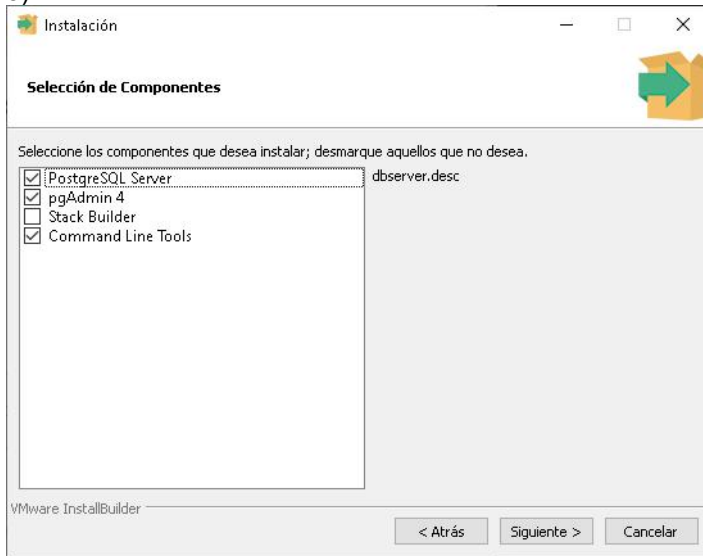 Instalación
Selección de Componentes
Seleccione los componentes que desea instalar; desmarque aquellos que no desea.
PostgreSQL Server
dbserver.desc
pgAdmin 4
Stack Builder
Command Line Tools
VMware InstallBuilder
< Atrás
Siguiente >
Cancelar